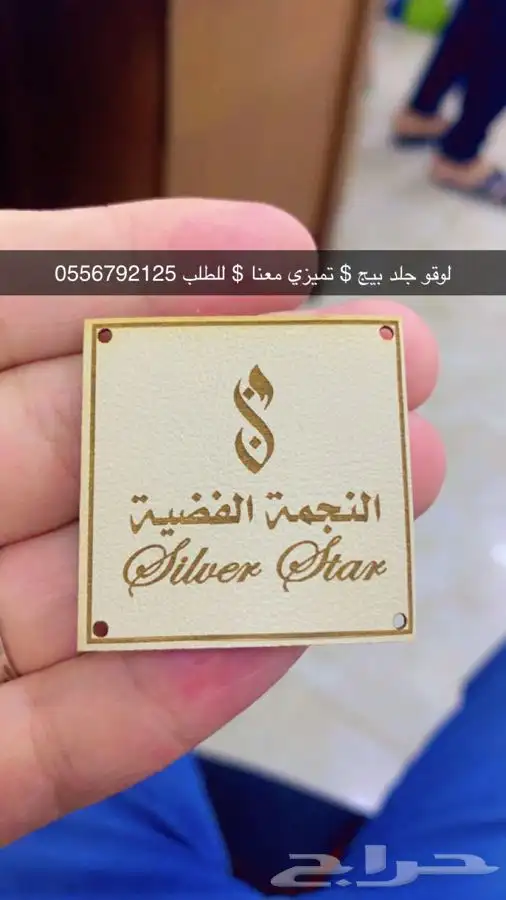 لوقو جلد بيج $ تميزي معنا $ للطلب 0556792125
النجمة الفضية
Silver Star
حراج